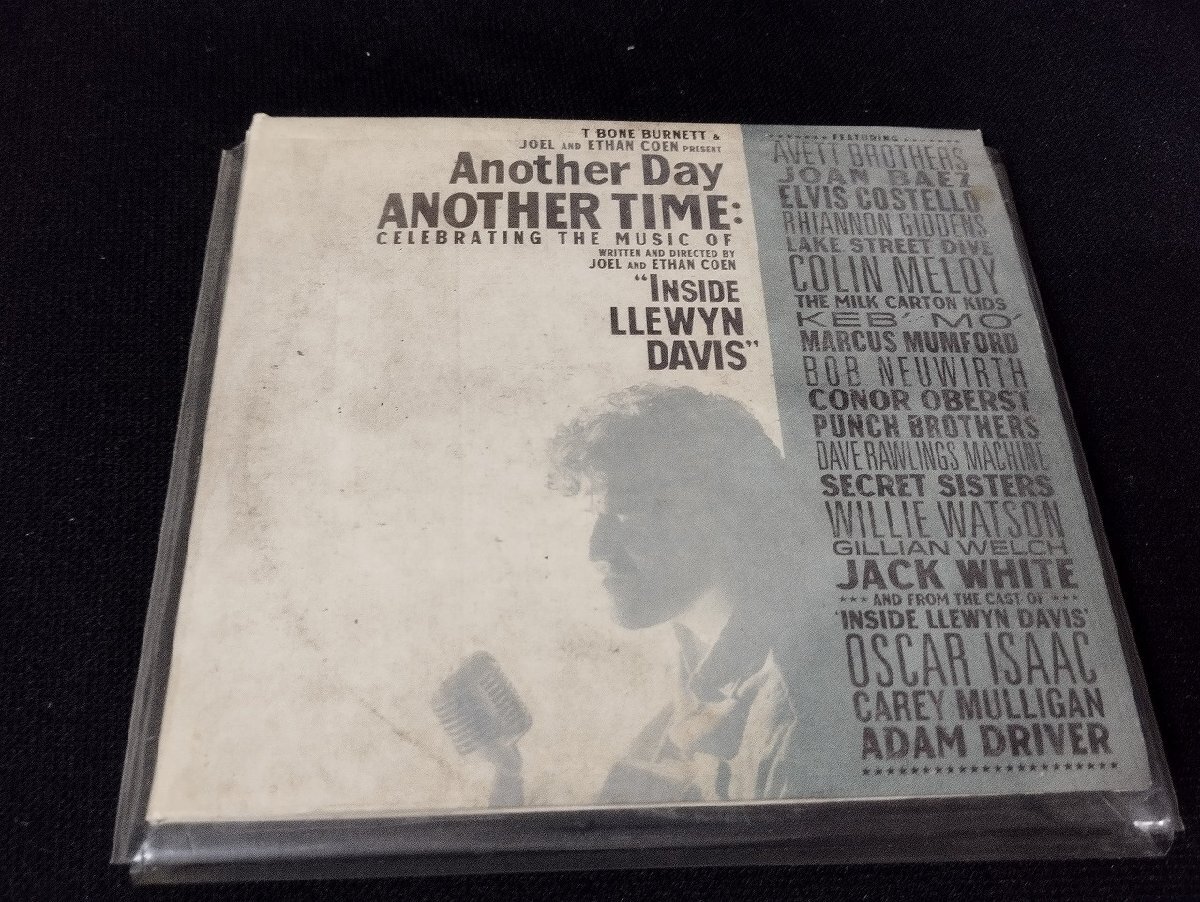 T BONE BURNETT &
JOEL AND ETHAN COEN PRESENT
Another Day
ANOTHER TIME:
CELEBRATING THE MUSIC OF
WRITTEN AND DIRECTED BY
JOEL AND ETHAN COEN
"INSIDE
LLEWYN
DAVIS"
FEATURING
AVETT BROTHERS
JOAN BAEZ
ELVIS COSTELLO
RHIANNON GIDDENS
LAKE STREET DIVE
COLIN MELOY
THE MILK CARTON KIDS
KEB' MO'
MARCUS MUMFORD
BOB NEUWIRTH
CONOR OBERST
PUNCH BROTHERS
DAVE RAWLINGS MACHINE
SECRET SISTERS
WILLIE WATSON
GILLIAN WELCH
JACK WHITE
*** AND FROM THE CAST OF ***
'INSIDE LLEWYN DAVIS'
OSCAR ISAAC
CAREY MULLIGAN
ADAM DRIVER